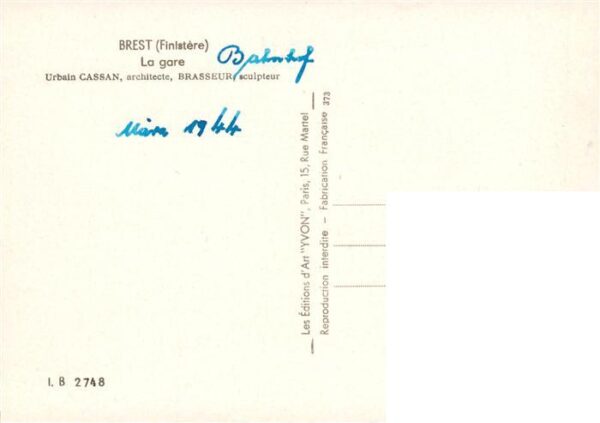 BREST (Finistère)
La gare Bahnhof
Urbain CASSAN, architecte, BRASSEUR, sculpteur
März 1944
Les Éditions d'Art "YVON", Paris, 15, Rue Martel
Reproduction interdite - Fabrication Française 373
I. B 2748